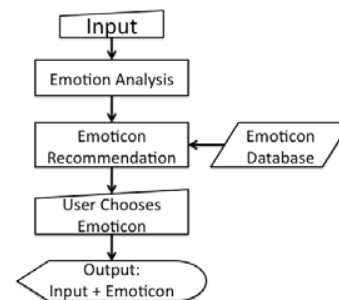 Input
Emotion Analysis
Emoticon
Recommendation
Emoticon
Database
User Chooses
Emoticon
Output:
Input + Emoticon